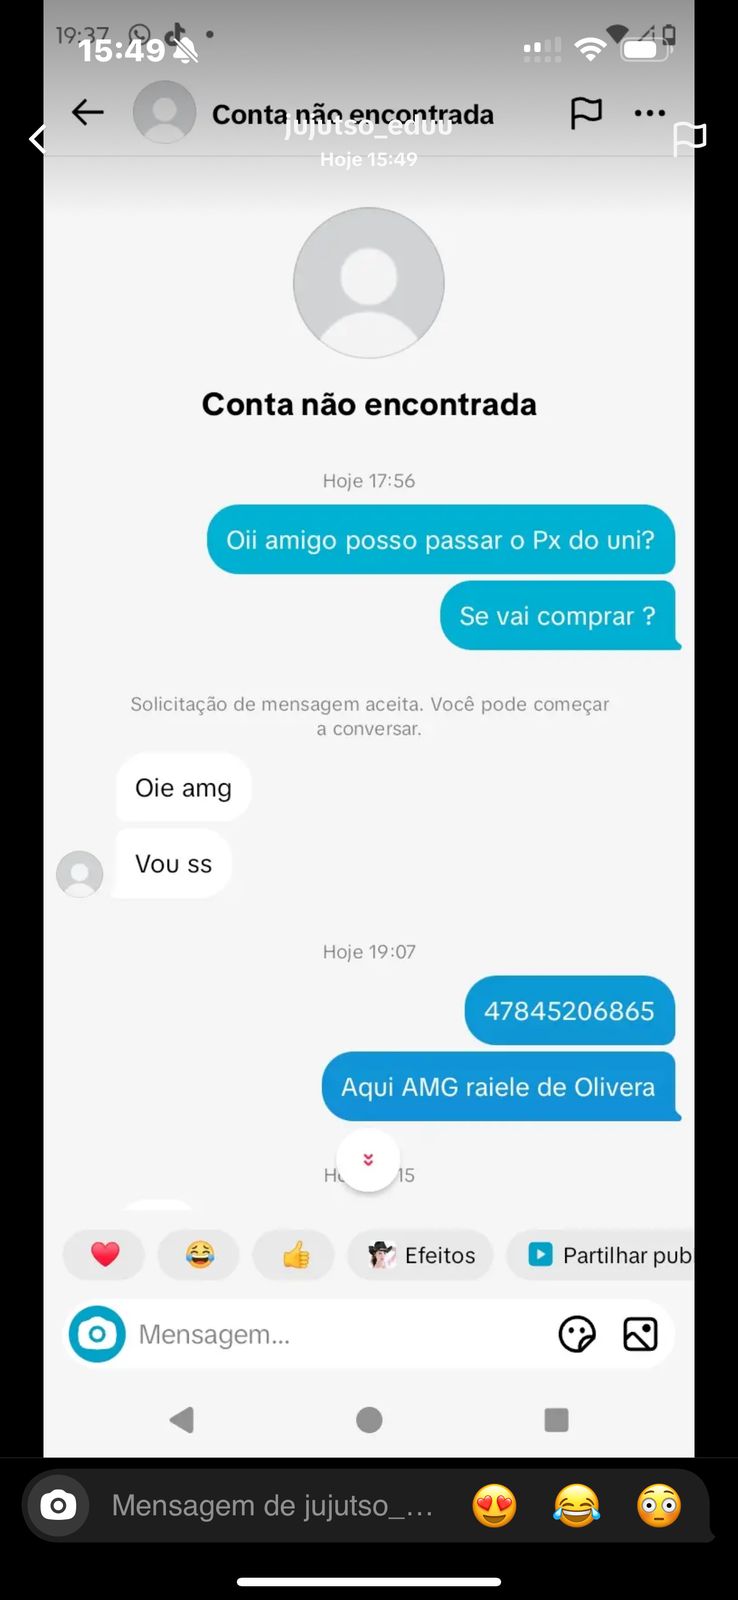 19:37
15:49
Conta não encontrada
jujutso_eduu
Hoje 15:49
Conta não encontrada
Hoje 17:56
Oii amigo posso passar o Px do uni?
Se vai comprar ?
Solicitação de mensagem aceita. Você pode começar
a conversar.
Oie amg
Vou ss
Hoje 19:07
47845206865
Aqui AMG raiele de Olivera
15
Efeitos
Partilhar pub
Mensagem...
Mensagem de jujutso_...